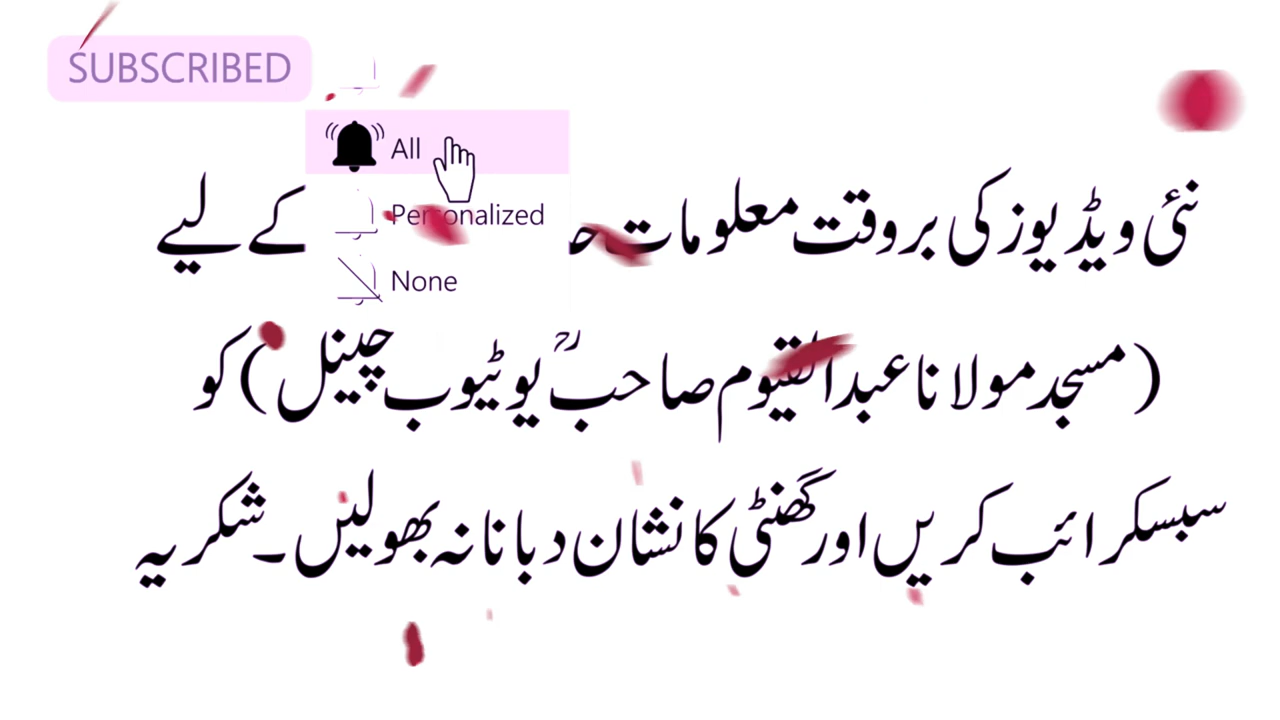 SUBSCRIBED
All
Personalized
None
نئی ویڈیوز کی بروقت معلومات کے لیے
(مسجد مولانا عبدالقیوم صاحبؒ یوٹیوب چینل) کو
سبسکرائب کریں اور گھنٹی کا نشان دبانا نہ بھولیں۔ شکریہ